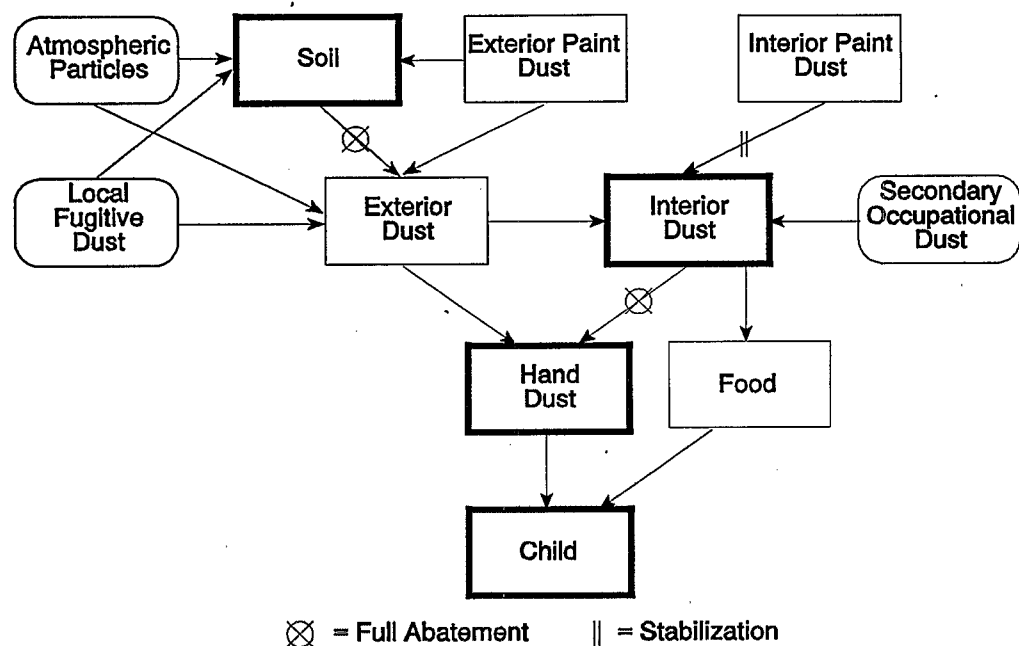 Atmospheric
Particles
Soil
Exterior Paint
Dust
Interior Paint
Dust
Local
Fugitive
Dust
Exterior
Dust
Interior
Dust
Secondary
Occupational
Dust
Hand
Dust
Food
Child
= Full Abatement
|| = Stabilization